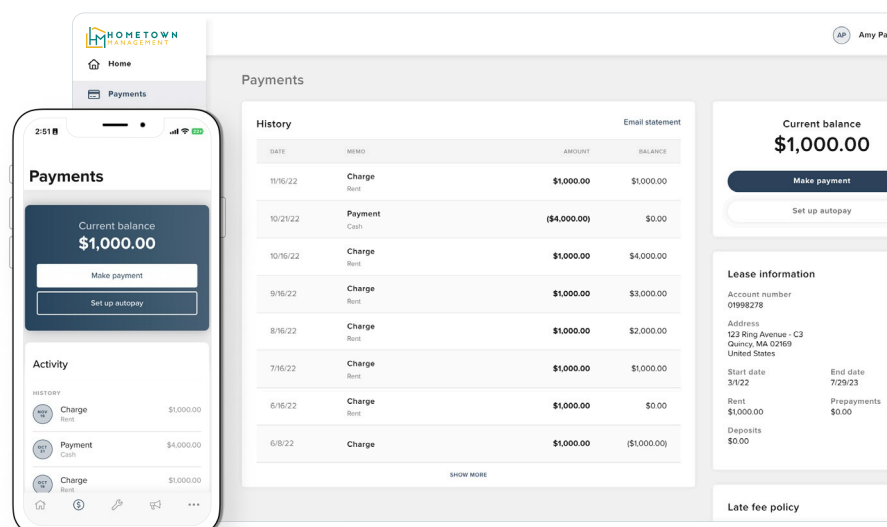 HOMETOWN
MANAGEMENT
AP
Amy Pa
Home
Payments
Payments
History
Email statement
DATE MEMO AMOUNT BALANCE
11/16/22 Charge $1,000.00 $1,000.00
Rent
10/21/22 Payment ($4,000.00) $0.00
Cash
10/16/22 Charge $1,000.00 $4,000.00
Rent
9/16/22 Charge $1,000.00 $3,000.00
Rent
8/16/22 Charge $1,000.00 $2,000.00
Rent
7/16/22 Charge $1,000.00 $1,000.00
Rent
6/16/22 Charge $1,000.00 $0.00
Rent
6/8/22 Charge $1,000.00 ($1,000.00)
SHOW MORE
Current balance
$1,000.00
Make payment
Set up autopay
Lease information
Account number
01998278
Address
123 Ring Avenue - C3
Quincy, MA 02169
United States
Start date End date
3/1/22 7/29/23
Rent Prepayments
$1,000.00 $0.00
Deposits
$0.00
Late fee policy
2:51
Payments
Current balance
$1,000.00
Make payment
Set up autopay
Activity
HISTORY
NOV
16
Charge $1,000.00
Rent
OCT
21
Payment $4,000.00
Cash
OCT
16
Charge $1,000.00
Rent